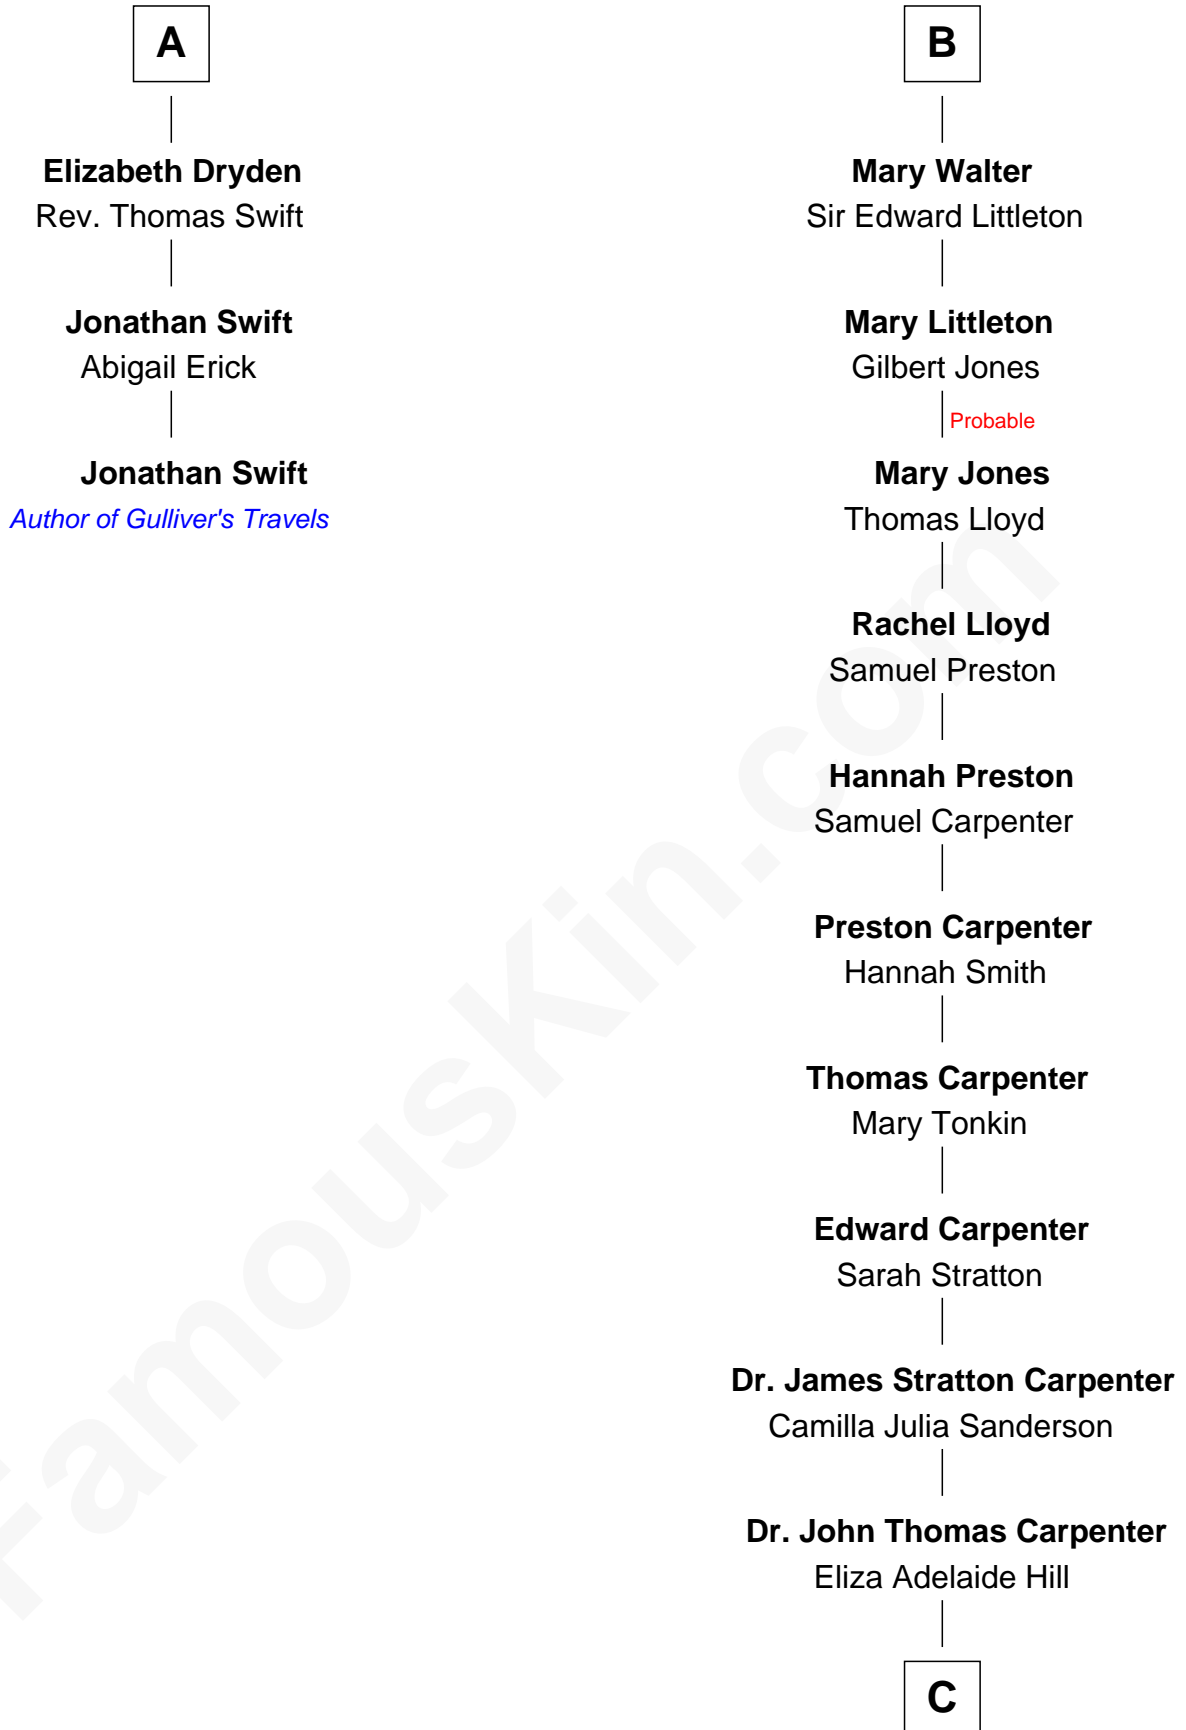 A
Elizabeth Dryden
Rev. Thomas Swift
Jonathan Swift
Abigail Erick
Jonathan Swift
Author of Gulliver's Travels
B
Mary Walter
Sir Edward Littleton
Mary Littleton
Gilbert Jones
Probable
Mary Jones
Thomas Lloyd
Rachel Lloyd
Samuel Preston
Hannah Preston
Samuel Carpenter
Preston Carpenter
Hannah Smith
Thomas Carpenter
Mary Tonkin
Edward Carpenter
Sarah Stratton
Dr. James Stratton Carpenter
Camilla Julia Sanderson
Dr. John Thomas Carpenter
Eliza Adelaide Hill
C
FamousKin.com